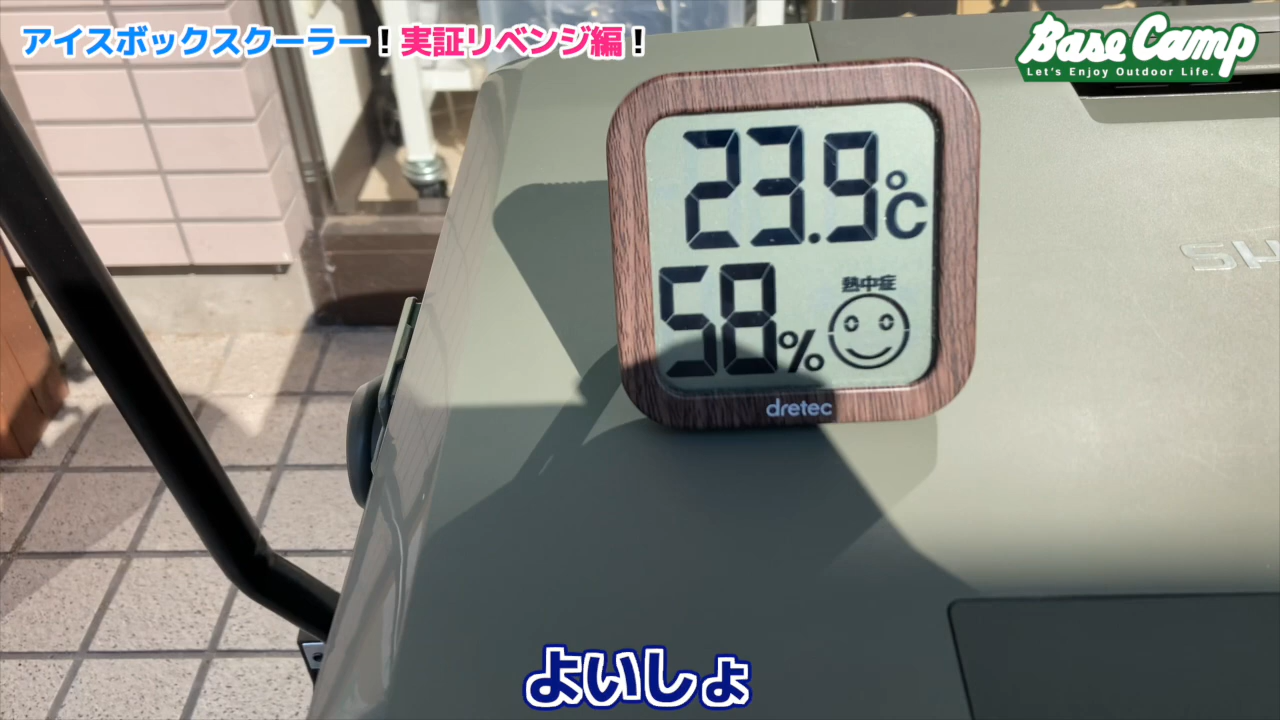 アイスボックスクーラー！実証リベンジ編！
Base Camp
Let's Enjoy Outdoor Life.
23.9℃
熱中症
58%
dretec
SH
よいしょ